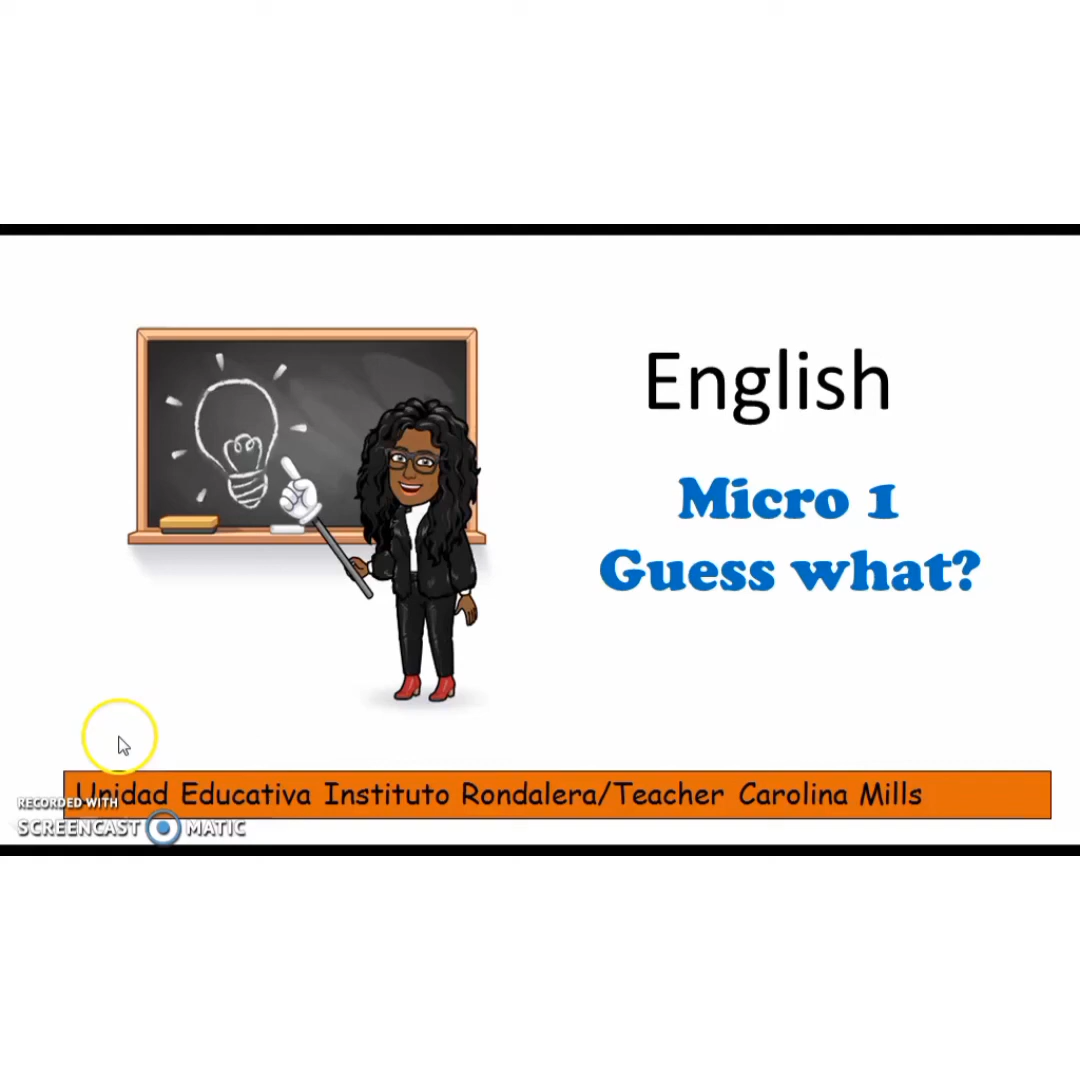 English
Micro 1
Guess what?
Unidad Educativa Instituto Rondalera/Teacher Carolina Mills
RECORDED WITH
SCREENCAST MATIC